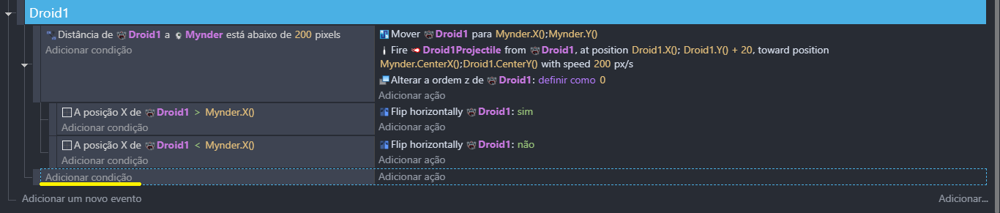 Droid1
Distância de Droid1 a Mynder está abaixo de 200 pixels
Adicionar condição
Mover Droid1 para Mynder.X();Mynder.Y()
Fire Droid1Projectile from Droid1, at position Droid1.X(); Droid1.Y() + 20, toward position
Mynder.CenterX();Droid1.CenterY() with speed 200 px/s
Alterar a ordem z de Droid1: definir como 0
Adicionar ação
A posição X de Droid1 > Mynder.X()
Adicionar condição
Flip horizontally Droid1: sim
Adicionar ação
A posição X de Droid1 < Mynder.X()
Adicionar condição
Flip horizontally Droid1: não
Adicionar ação
Adicionar condição
Adicionar ação
Adicionar um novo evento
Adicionar...